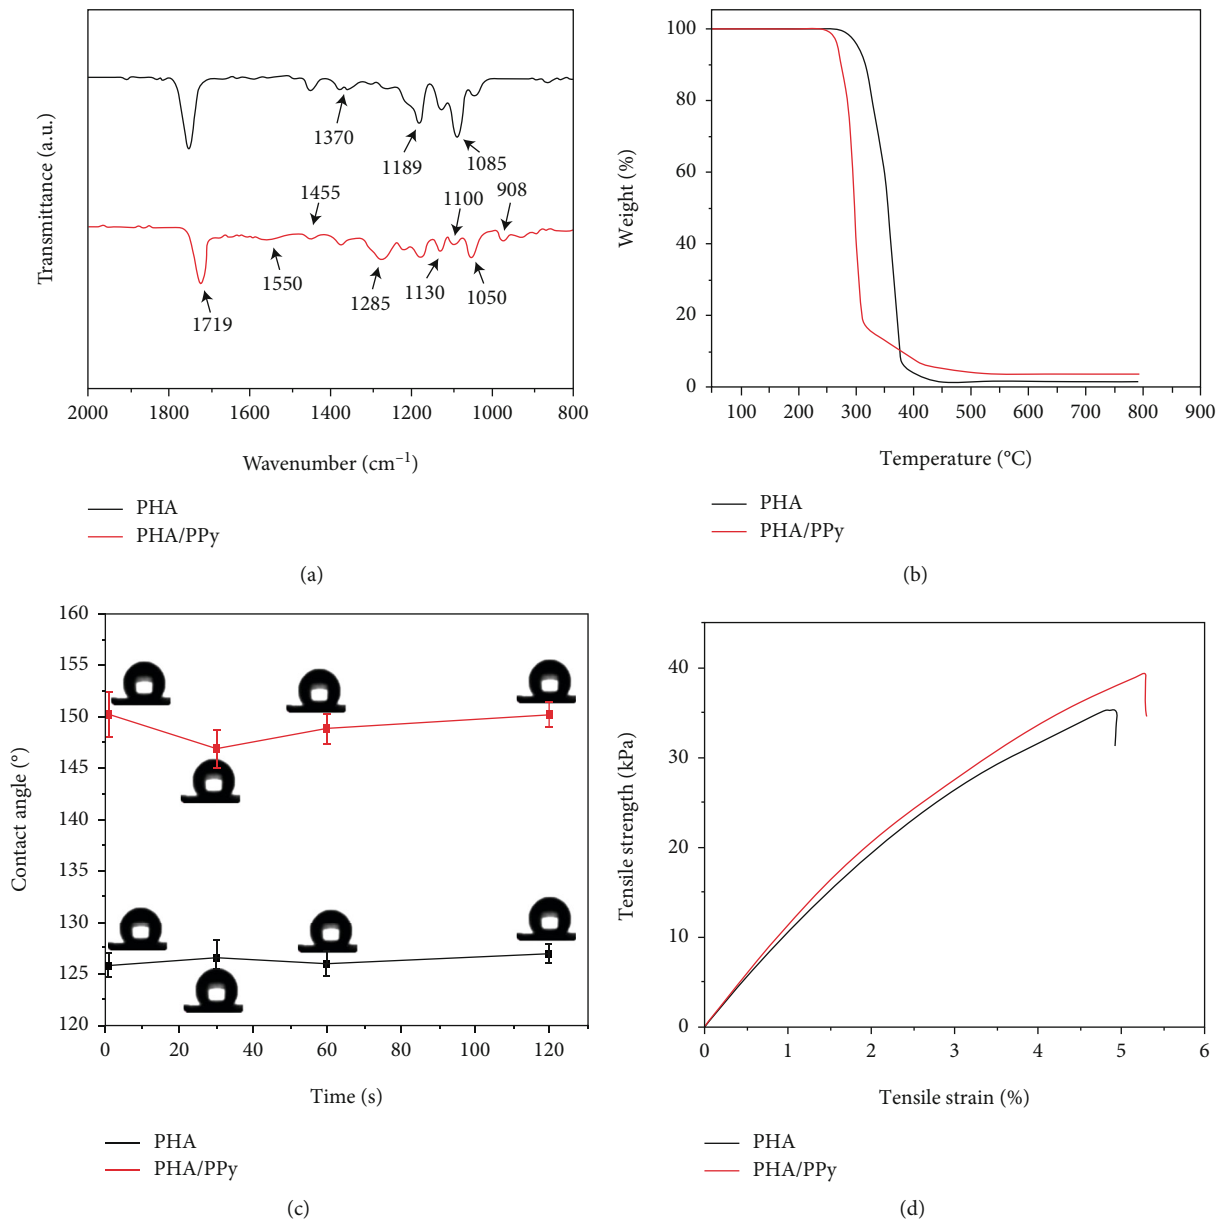 Transmittance (a.u.)
1370
1189
1085
1455
1100
908
1550
1285
1130
1050
1719
2000 1800 1600 1400 1200 1000 800
Wavenumber (cm−1)
PHA
PHA/PPy
(a)
Weight (%)
100
80
60
40
20
0
100 200 300 400 500 600 700 800 900
Temperature (°C)
PHA
PHA/PPy
(b)
Contact angle (°)
160
155
150
145
140
135
130
125
120
0 20 40 60 80 100 120
Time (s)
PHA
PHA/PPy
(c)
Tensile strength (kPa)
40
30
20
10
0
0 1 2 3 4 5 6
Tensile strain (%)
PHA
PHA/PPy
(d)